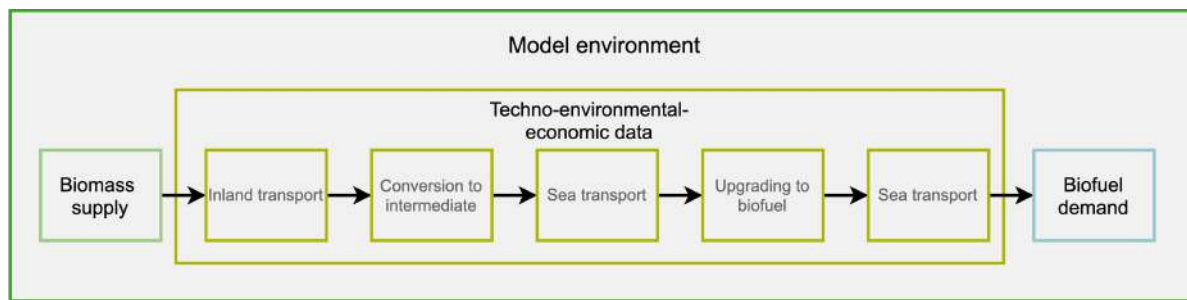 Model environment
Techno-environmental-
economic data
Biomass
supply
Inland transport
Conversion to
intermediate
Sea transport
Upgrading to
biofuel
Sea transport
Biofuel
demand